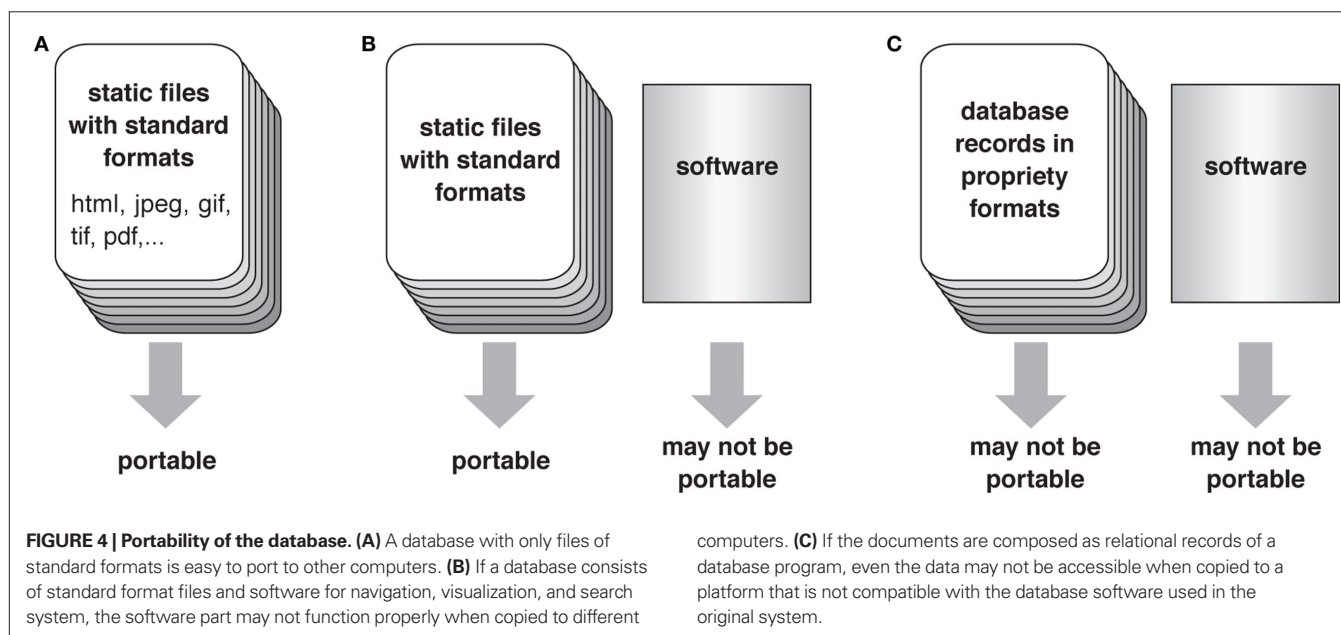 A
static files
with standard
formats
html, jpeg, gif,
tif, pdf,...
portable
B
static files
with standard
formats
portable
software
may not be
portable
C
database
records in
propriety
formats
may not be
portable
software
may not be
portable
FIGURE 4 | Portability of the database. (A) A database with only files of
standard formats is easy to port to other computers. (B) If a database consists
of standard format files and software for navigation, visualization, and search
system, the software part may not function properly when copied to different
computers. (C) If the documents are composed as relational records of a
database program, even the data may not be accessible when copied to a
platform that is not compatible with the database software used in the
original system.